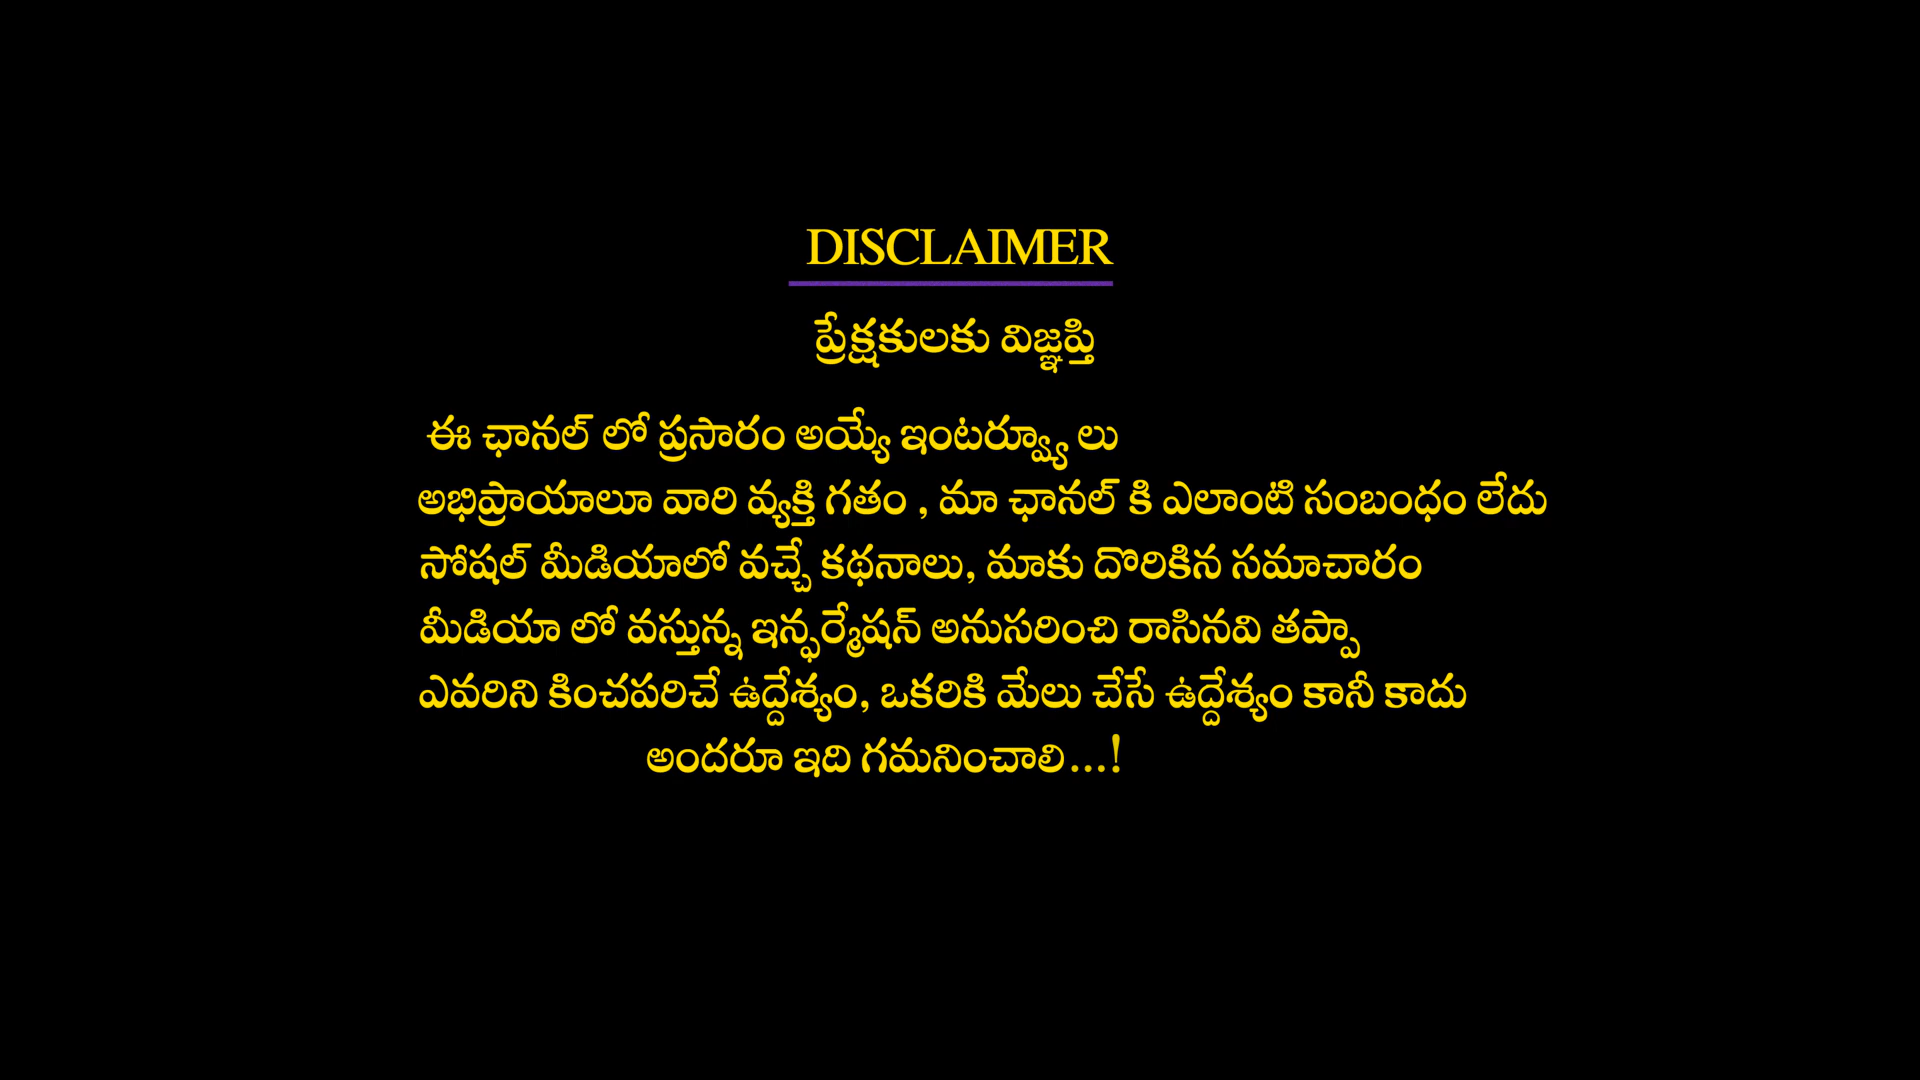 DISCLAIMER
ప్రేక్షకులకు విజ్ఞప్తి
ఈ ఛానల్ లో ప్రసారం అయ్యే ఇంటర్వ్యూ లు
అభిప్రాయాలూ వారి వ్యక్తి గతం , మా ఛానల్ కి ఎలాంటి సంబంధం లేదు
సోషల్ మీడియాలో వచ్చే కథనాలు, మాకు దొరికిన సమాచారం
మీడియా లో వస్తున్న ఇన్ఫర్మేషన్ అనుసరించి రాసినవి తప్పా
ఎవరిని కించపరిచే ఉద్దేశ్యం, ఒకరికి మేలు చేసే ఉద్దేశ్యం కానీ కాదు
అందరూ ఇది గమనించాలి...!